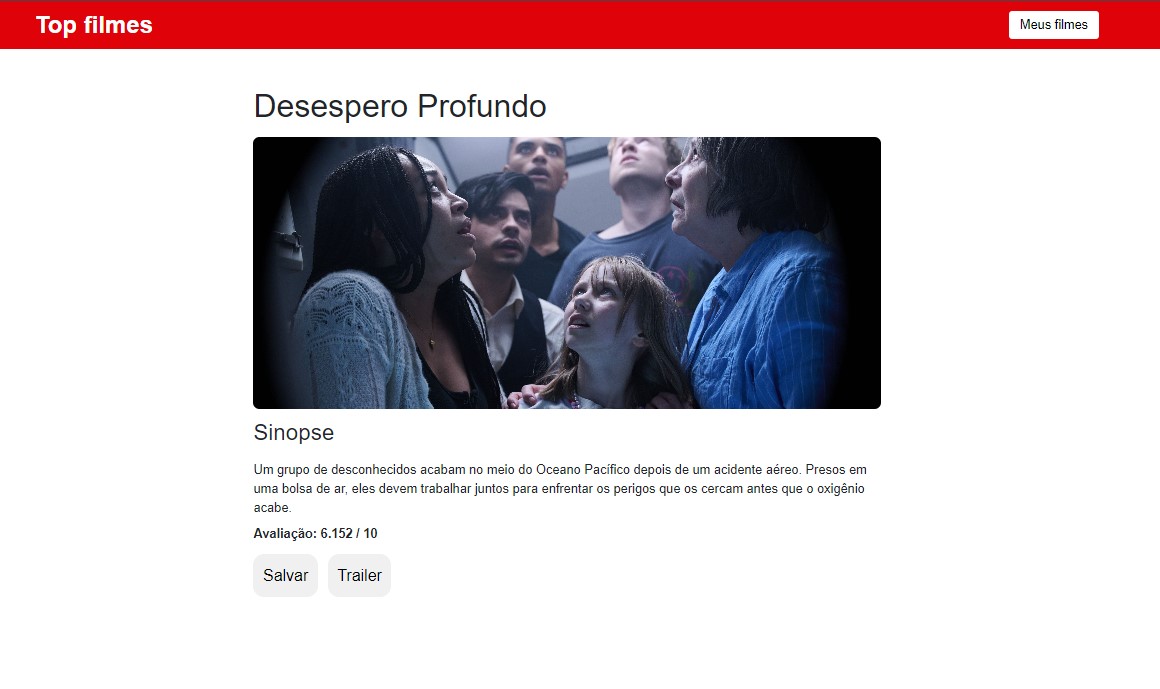 Top filmes
Meus filmes
Desespero Profundo
Sinopse
Um grupo de desconhecidos acabam no meio do Oceano Pacífico depois de um acidente aéreo. Presos em
uma bolsa de ar, eles devem trabalhar juntos para enfrentar os perigos que os cercam antes que o oxigênio
acabe.
Avaliação: 6.152 / 10
Salvar
Trailer